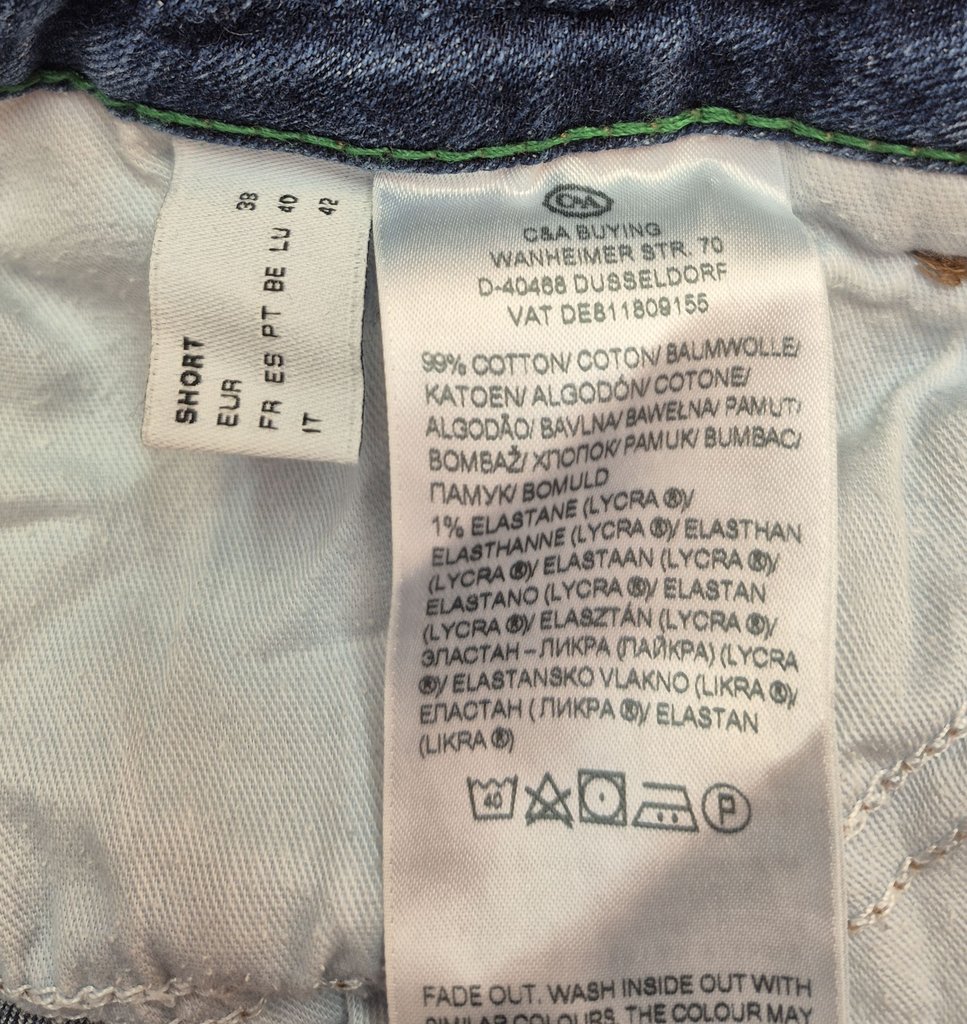 SHORT
EUR 38
FR ES PT BE LU 40
IT 42
C&A
C&A BUYING
WANHEIMER STR. 70
D-40468 DUSSELDORF
VAT DE811809155
99% COTTON/ COTON/ BAUMWOLLE/
KATOEN/ ALGODÓN/ COTONE/
ALGODÃO/ BAVLNA/ BAWEŁNA/ PAMUT/
BOMBAŽ/ ХЛОПОК/ PAMUK/ BUMBAC/
ПАМУК/ BOMULD
1% ELASTANE (LYCRA ®)/
ELASTHANNE (LYCRA ®)/ ELASTHAN
(LYCRA ®)/ ELASTAAN (LYCRA ®)/
ELASTANO (LYCRA ®)/ ELASTAN
(LYCRA ®)/ ELASZTÁN (LYCRA ®)/
ЭЛАСТАН – ЛИКРА (ЛАЙКРА) (LYCRA
®)/ ELASTANSKO VLAKNO (LIKRA ®)/
ЕЛАСТАН ( ЛИКРА ®)/ ELASTAN
(LIKRA ®)
40 P
FADE OUT. WASH INSIDE OUT WITH
SIMILAR COLOURS. THE COLOUR MAY